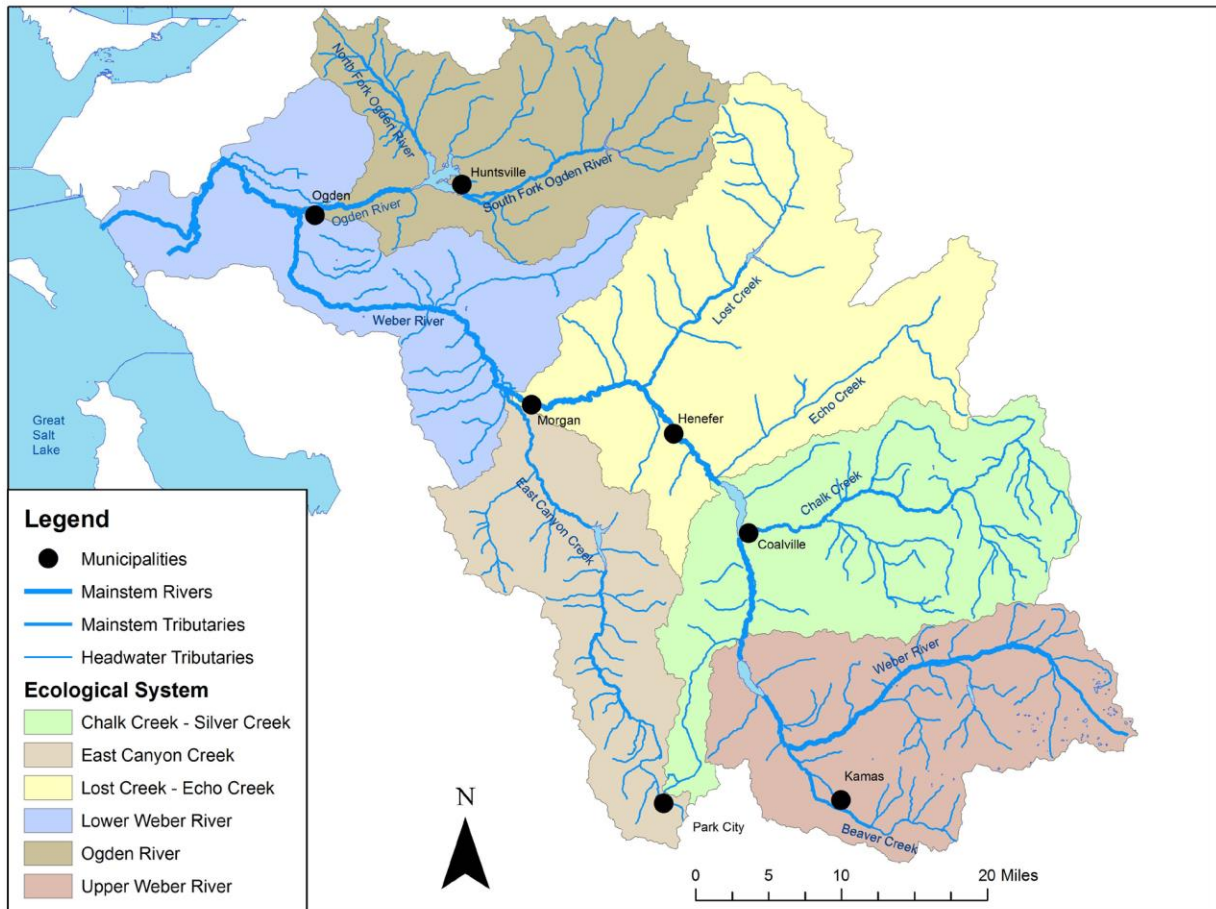 North Fork Ogden River
Huntsville
South Fork Ogden River
Ogden
Ogden River
Weber River
Lost Creek
Echo Creek
Morgan
Henefer
Great
Salt
Lake
East Canyon Creek
Chalk Creek
Coalville
Weber River
Kamas
Park City
Beaver Creek
Legend
Municipalities
Mainstem Rivers
Mainstem Tributaries
Headwater Tributaries
Ecological System
Chalk Creek - Silver Creek
East Canyon Creek
Lost Creek - Echo Creek
Lower Weber River
Ogden River
Upper Weber River
N
0 5 10 20 Miles